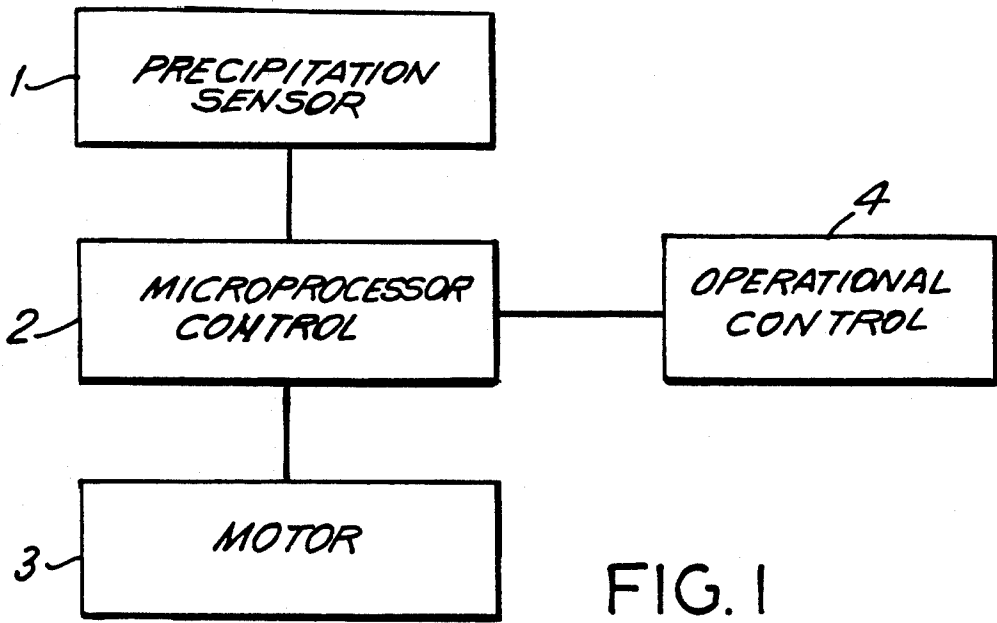 1
PRECIPITATION
SENSOR
2
MICROPROCESSOR
CONTROL
4
OPERATIONAL
CONTROL
3
MOTOR
FIG. 1